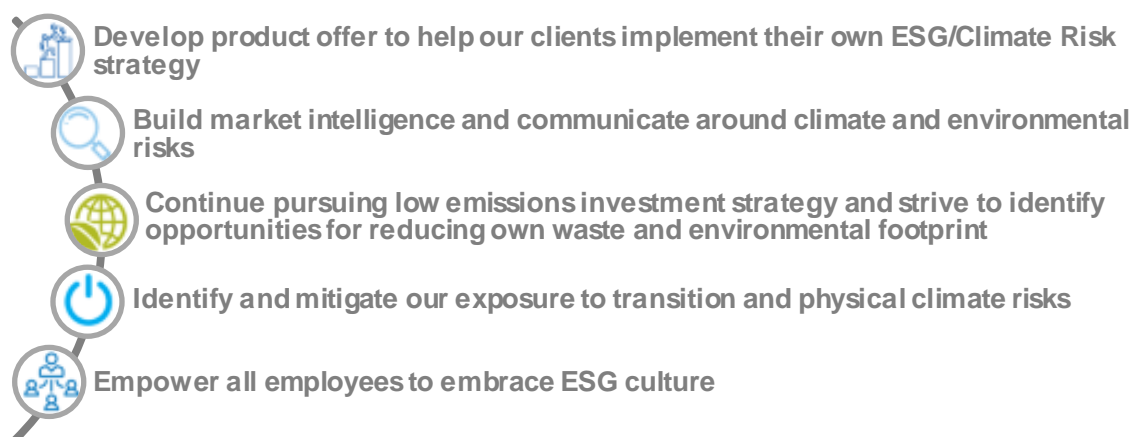 Develop product offer to help our clients implement their own ESG/Climate Risk
strategy
Build market intelligence and communicate around climate and environmental
risks
Continue pursuing low emissions investment strategy and strive to identify
opportunities for reducing own waste and environmental footprint
Identify and mitigate our exposure to transition and physical climate risks
Empower all employees to embrace ESG culture